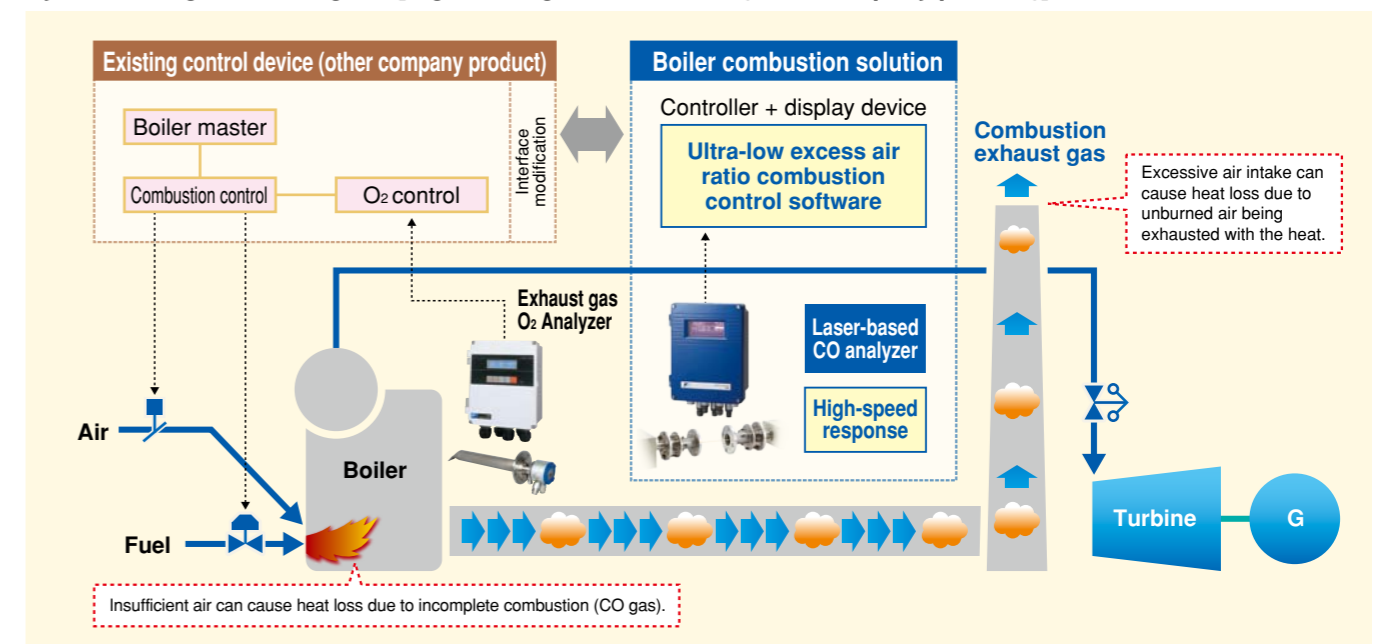 Existing control device (other company product)
Boiler master
Combustion control
O₂ control
Interface
modification
Boiler combustion solution
Controller + display device
Ultra-low excess air
ratio combustion
control software
Combustion
exhaust gas
Excessive air intake can
cause heat loss due to
unburned air being
exhausted with the heat.
Exhaust gas
O₂ Analyzer
Laser-based
CO analyzer
High-speed
response
Air
Boiler
Fuel
Turbine
G
Insufficient air can cause heat loss due to incomplete combustion (CO gas).